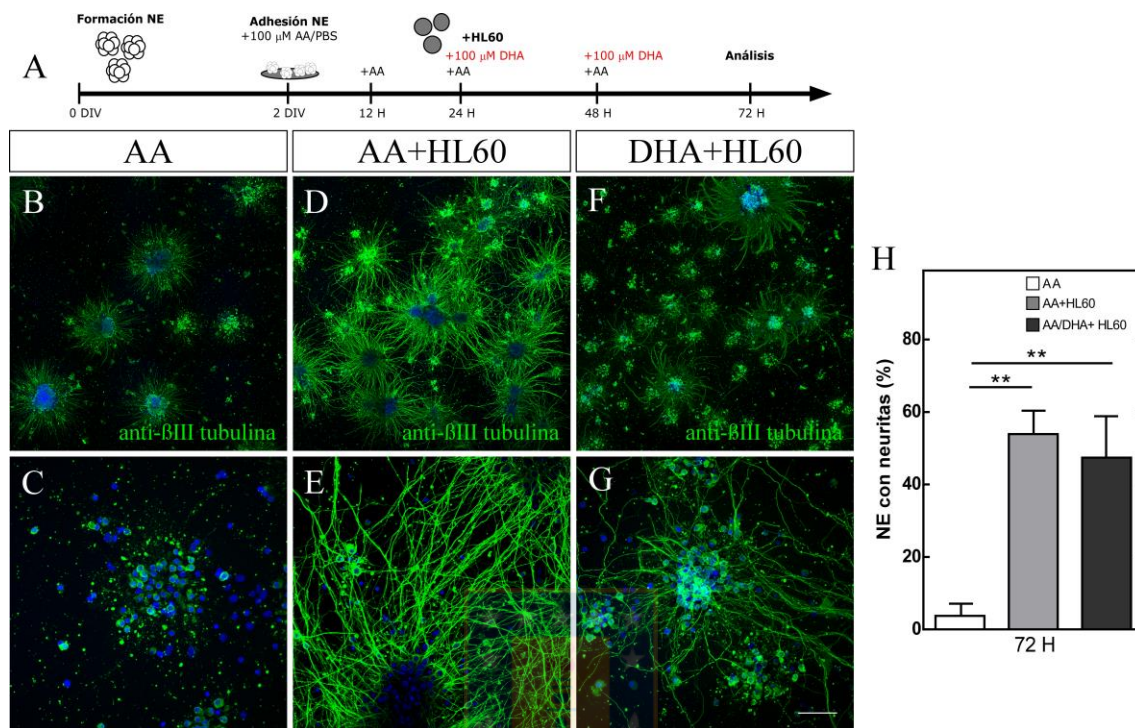 Formación NE
Adhesión NE
+100 µM AA/PBS
+HL60
+100 µM DHA
+100 µM DHA
Análisis
A
+AA
+AA
+AA
0 DIV
2 DIV
12 H
24 H
48 H
72 H
AA
AA+HL60
DHA+HL60
B
D
F
anti-ßIII tubulina
anti-ßIII tubulina
anti-ßIII tubulina
C
E
G
H
AA
AA+HL60
AA/DHA+ HL60
NE con neuritas (%)
80
60
40
20
0
**
**
72 H